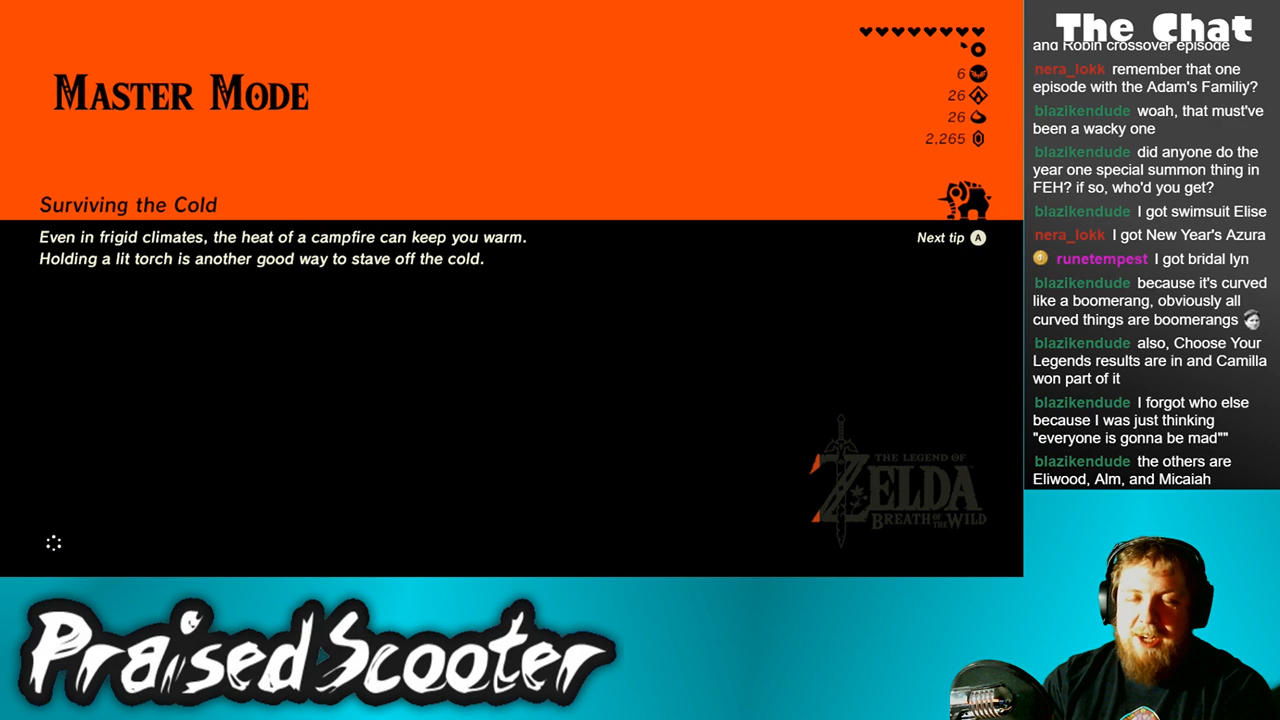 MASTER MODE
6
26
26
2,265
Surviving the Cold
Even in frigid climates, the heat of a campfire can keep you warm.
Holding a lit torch is another good way to stave off the cold.
Next tip A
THE LEGEND OF
ZELDA
BREATH OF THE WILD
The Chat
and Robin crossover episode
nera_lokk remember that one
episode with the Adam's Familiy?
blazikendude woah, that must've
been a wacky one
blazikendude did anyone do the
year one special summon thing in
FEH? if so, who'd you get?
blazikendude I got swimsuit Elise
nera_lokk I got New Year's Azura
runetempest I got bridal lyn
blazikendude because it's curved
like a boomerang, obviously all
curved things are boomerangs
blazikendude also, Choose Your
Legends results are in and Camilla
won part of it
blazikendude I forgot who else
because I was just thinking
"everyone is gonna be mad""
blazikendude the others are
Eliwood, Alm, and Micaiah
PraisedScooter